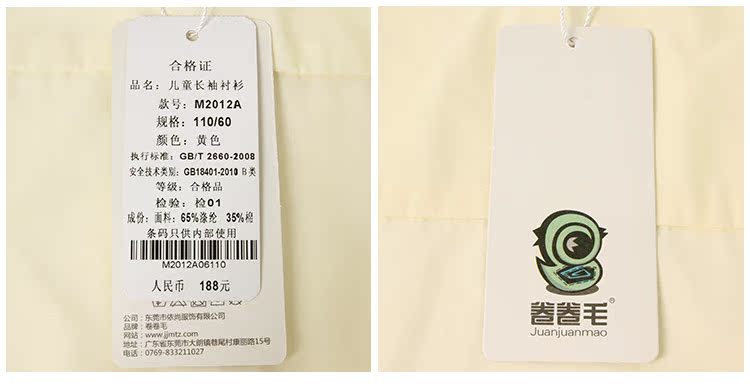 合格证
品名：儿童长袖衬衫
款号：M2012A
规格：110/60
颜色：黄色
执行标准：GB/T 2660-2008
安全技术类别：GB18401-2010 B类
等级：合格品
检验：检01
成份：面料：65%涤纶 35%棉
条码只供内部使用
M2012A06110
人民币 188元
公司：东莞市依尚服饰有限公司
品牌：卷卷毛
网址：www.jjmtz.com
地址：广东省东莞市大朗镇巷尾村康丽路15号
电话：0769-833211027
卷卷毛®
Juanjuanmao